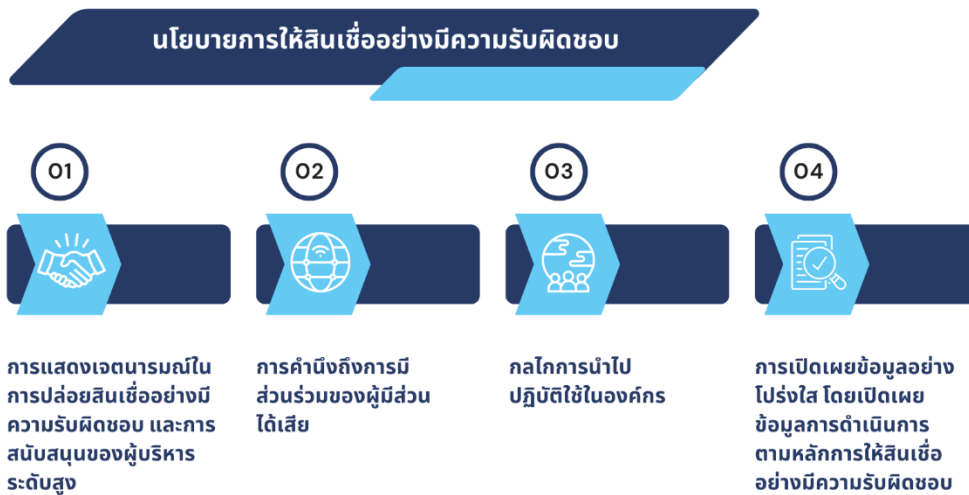 นโยบายการให้สินเชื่ออย่างมีความรับผิดชอบ
01
การแสดงเจตนารมณ์ใน
การปล่อยสินเชื่ออย่างมี
ความรับผิดชอบ และการ
สนับสนุนของผู้บริหาร
ระดับสูง
02
การคำนึงถึงการมี
ส่วนร่วมของผู้มีส่วน
ได้เสีย
03
กลไกการนำไป
ปฏิบัติใช้ในองค์กร
04
การเปิดเผยข้อมูลอย่าง
โปร่งใส โดยเปิดเผย
ข้อมูลการดำเนินการ
ตามหลักการให้สินเชื่อ
อย่างมีความรับผิดชอบ